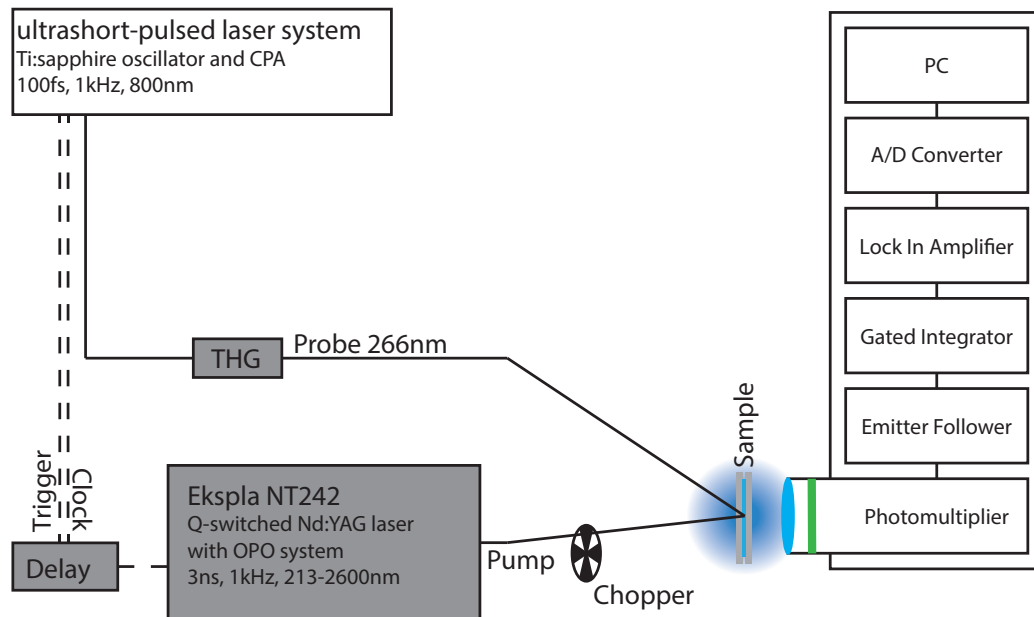 ultrashort-pulsed laser system
Ti:sapphire oscillator and CPA
100fs, 1kHz, 800nm
PC
A/D Converter
Lock In Amplifier
Gated Integrator
Emitter Follower
Photomultiplier
THG
Probe 266nm
Sample
Trigger
Clock
Delay
Ekspla NT242
Q-switched Nd:YAG laser
with OPO system
3ns, 1kHz, 213-2600nm
Pump
Chopper